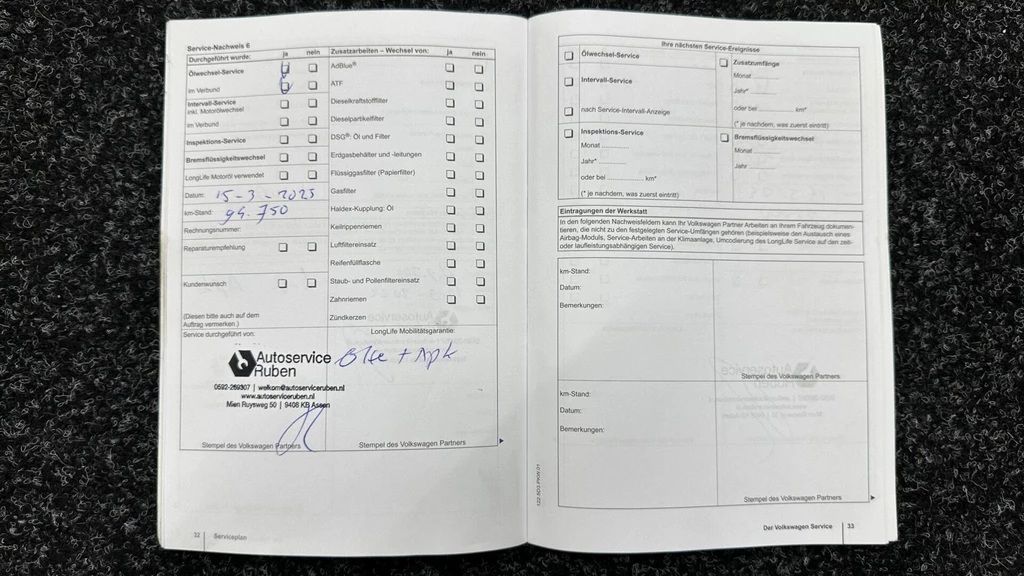 Service-Nachweis 6
Durchgeführt wurde: ja nein
Ölwechsel-Service
im Verbund
Intervall-Service
inkl. Motorölwechsel
im Verbund
Inspektions-Service
Bremsflüssigkeitswechsel
LongLife Motoröl verwendet
Datum: 15-3-2025
km-Stand: 94.750
Rechnungsnummer:
Reparaturempfehlung
Kundenwunsch
(Diesen bitte auch auf dem
Auftrag vermerken.)
Service durchgeführt von:
Autoservice
Ruben
0592-269307 | welkom@autoserviceruben.nl
www.autoserviceruben.nl
Mien Ruysweg 50 | 9408 KB Assen
Stempel des Volkswagen Partners
Zusatzarbeiten – Wechsel von: ja nein
AdBlue®
ATF
Dieselkraftstofffilter
Dieselpartikelfilter
DSG®: Öl und Filter
Erdgasbehälter und -leitungen
Flüssiggasfilter (Papierfilter)
Gasfilter
Haldex-Kupplung: Öl
Keilrippenriemen
Luftfiltereinsatz
Reifenfüllflasche
Staub- und Pollenfiltereinsatz
Zahnriemen
Zündkerzen
LongLife Mobilitätsgarantie:
Stempel des Volkswagen Partners
32 Serviceplan
Ihre nächsten Service-Ereignisse
Ölwechsel-Service
Intervall-Service
nach Service-Intervall-Anzeige
Inspektions-Service
Monat
Jahr*
oder bei km*
(* je nachdem, was zuerst eintritt)
Zusatzumfänge
Monat
Jahr*
oder bei km*
(* je nachdem, was zuerst eintritt)
Bremsflüssigkeitswechsel
Monat
Jahr
Eintragungen der Werkstatt
In den folgenden Nachweisfeldern kann Ihr Volkswagen Partner Arbeiten an Ihrem Fahrzeug dokumen-
tieren, die nicht zu den festgelegten Service-Umfängen gehören (beispielsweise den Austausch eines
Airbag-Moduls, Service-Arbeiten an der Klimaanlage, Umcodierung des LongLife Service auf den zeit-
oder laufleistungsabhängigen Service).
km-Stand:
Datum:
Bemerkungen:
Stempel des Volkswagen Partners
km-Stand:
Datum:
Bemerkungen:
Stempel des Volkswagen Partners
Der Volkswagen Service 33